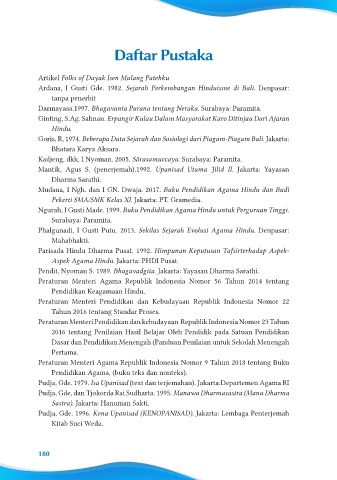 Daftar Pustaka
Artikel Folks of Dayak Isen Mulang Patehku
Ardana, I Gusti Gde. 1982. Sejarah Perkembangan Hinduisme di Bali. Denpasar:
tanpa penerbit
Darmayasa.1997. Bhagavanta Purana tentang Neraka. Surabaya: Paramita.
Ginting, S.Ag, Sahnan. Erpangir Kulau Dalam Masyarakat Karo Ditinjau Dari Ajaran
Hindu.
Goris, R, 1974. Beberapa Data Sejarah dan Sosiologi dari Piagam-Piagam Bali. Jakarta:
Bhatara Karya Aksara.
Kadjeng, dkk, I Nyoman. 2005. Sārasamuccaya. Surabaya: Paramita.
Mantik, Agus S. (penerjemah).1992. Upanisad Utama Jilid II. Jakarta: Yayasan
Dharma Sarathi.
Mudana, I Ngh. dan I GN. Dwaja. 2017. Buku Pendidikan Agama Hindu dan Budi
Pekerti SMA/SMK Kelas XI. Jakarta: PT. Gramedia.
Ngurah, I Gusti Made. 1999. Buku Pendidikan Agama Hindu untuk Perguruan Tinggi.
Surabaya: Paramita.
Phalgunadi, I Gusti Putu. 2013. Sekilas Sejarah Evolusi Agama Hindu, Denpasar:
Mahabhakti.
Parisada Hindu Dharma Pusat. 1992. Himpunan Keputusan Tafsirterhadap Aspek-
Aspek Agama Hindu. Jakarta: PHDI Pusat.
Pendit, Nyoman S. 1989. Bhagavadgita. Jakarta: Yayasan Dharma Sarathi.
Peraturan Menteri Agama Republik Indonesia Nomor 56 Tahun 2014 tentang
Pendidikan Keagamaan Hindu.
Peraturan Menteri Pendidikan dan Kebudayaan Republik Indonesia Nomor 22
Tahun 2016 tentang Standar Proses.
Peraturan Menteri Pendidikan dan kebudayaan Republik Indonesia Nomor 23 Tahun
2016 tentang Penilaian Hasil Belajar Oleh Pendidik pada Satuan Pendidikan
Dasar dan Pendidikan Menengah (Panduan Penilaian untuk Sekolah Menengah
Pertama.
Peraturan Menteri Agama Republik Indonesia Nomor 9 Tahun 2018 tentang Buku
Pendidikan Agama, (buku teks dan nonteks).
Pudja, Gde. 1979. Isa Upanisad (text dan terjemahan). Jakarta:Departemen Agama RI
Pudja, Gde, dan Tjokorda Rai Sudharta. 1995. Manawa Dharmasastra (Manu Dharma
Sastra). Jakarta: Hanuman Sakti.
Pudja, Gde. 1996. Kena Upanisad (KENOPANISAD). Jakarta: Lembaga Penterjemah
Kitab Suci Weda.
180